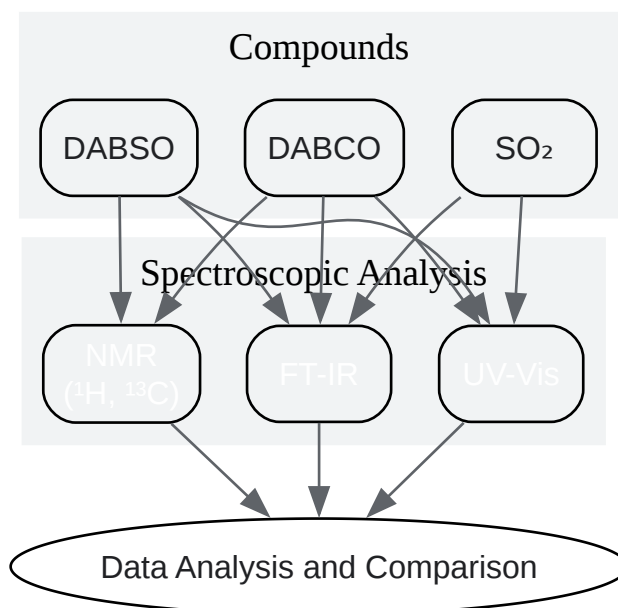 Compounds
DABSO
DABCO
SO₂
Spectroscopic Analysis
NMR
(¹H, ¹³C)
FT-IR
UV-Vis
Data Analysis and Comparison